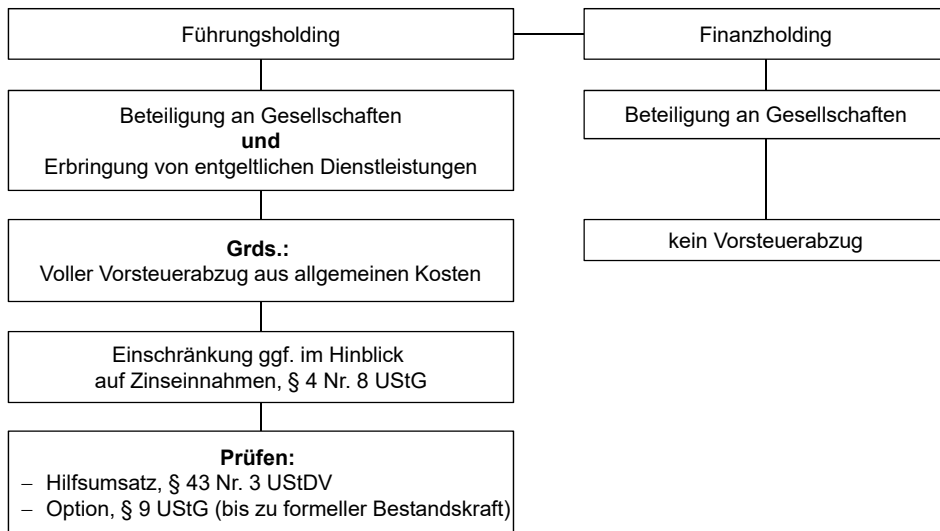 Führungsholding
Beteiligung an Gesellschaften
und
Erbringung von entgeltlichen Dienstleistungen
Grds.:
Voller Vorsteuerabzug aus allgemeinen Kosten
Einschränkung ggf. im Hinblick
auf Zinseinnahmen, § 4 Nr. 8 UStG
Prüfen:
– Hilfsumsatz, § 43 Nr. 3 UStDV
– Option, § 9 UStG (bis zu formeller Bestandskraft)
Finanzholding
Beteiligung an Gesellschaften
kein Vorsteuerabzug